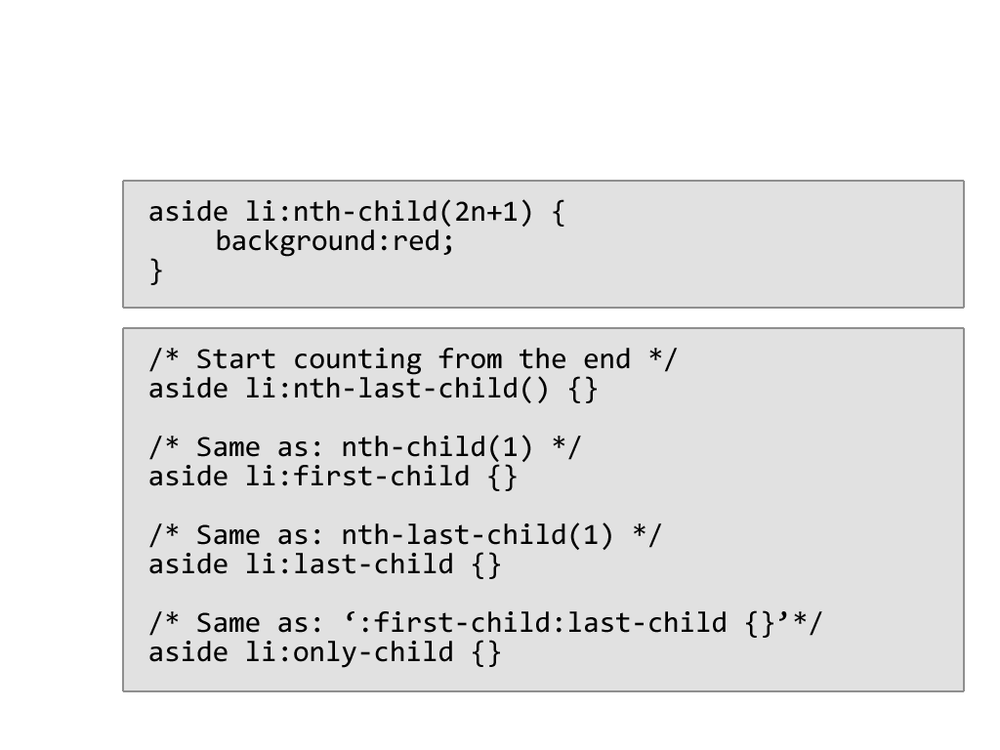 aside li:nth-child(2n+1) {
    background:red;
}
/* Start counting from the end */
aside li:nth-last-child() {}
/* Same as: nth-child(1) */
aside li:first-child {}
/* Same as: nth-last-child(1) */
aside li:last-child {}
/* Same as: ‘:first-child:last-child {}’*/
aside li:only-child {}